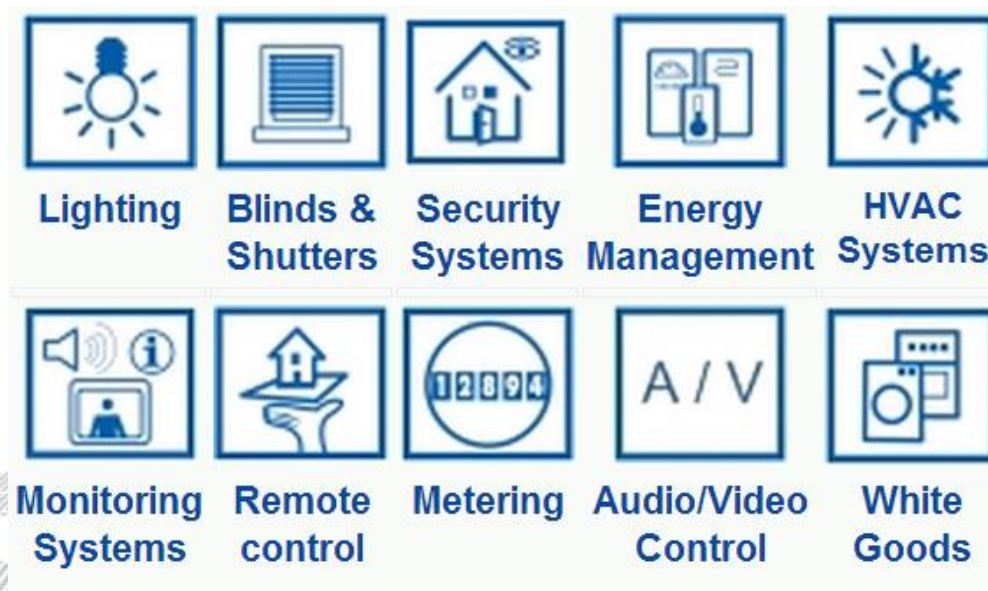 Lighting
Blinds &
Shutters
Security
Systems
Energy
Management
HVAC
Systems
12894
A / V
Monitoring
Systems
Remote
control
Metering
Audio/Video
Control
White
Goods